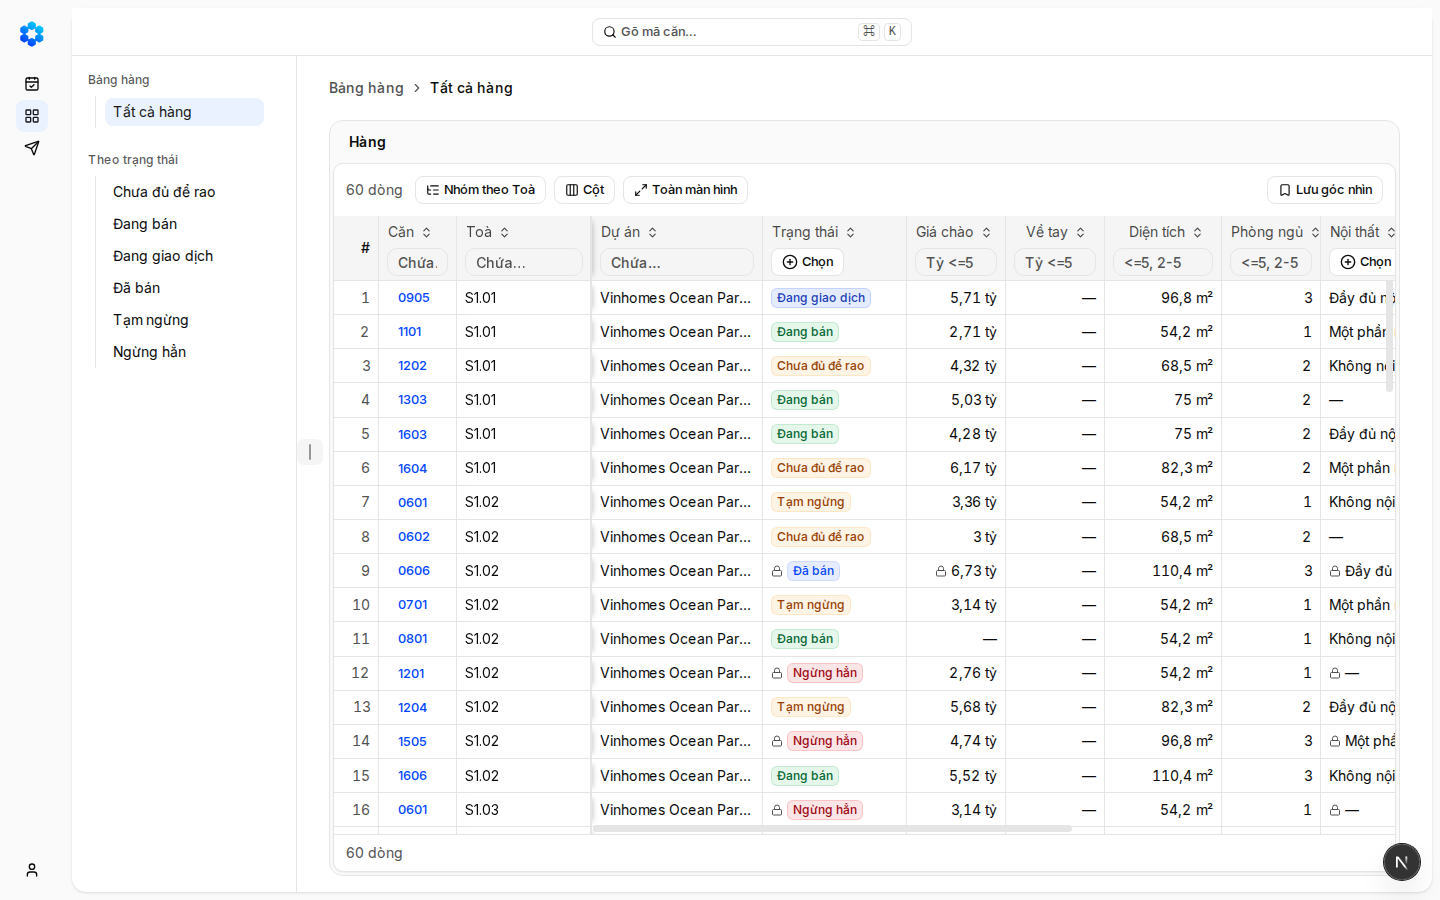 Gõ mã căn... ⌘ K
Bảng hàng
Tất cả hàng
Theo trạng thái
Chưa đủ để rao
Đang bán
Đang giao dịch
Đã bán
Tạm ngừng
Ngừng hẳn
Bảng hàng > Tất cả hàng
Hàng
60 dòng Nhóm theo Toà Cột Toàn màn hình Lưu góc nhìn
# Căn Toà Dự án Trạng thái Giá chào Về tay Diện tích Phòng ngủ Nội thất
Chứa. Chứa... Chứa... Chọn Tỷ <=5 Tỷ <=5 <=5, 2-5 <=5, 2-5 Chọn
1 0905 S1.01 Vinhomes Ocean Par... Đang giao dịch 5,71 tỷ — 96,8 m² 3 Đầy đủ nộ
2 1101 S1.01 Vinhomes Ocean Par... Đang bán 2,71 tỷ — 54,2 m² 1 Một phần
3 1202 S1.01 Vinhomes Ocean Par... Chưa đủ để rao 4,32 tỷ — 68,5 m² 2 Không nội
4 1303 S1.01 Vinhomes Ocean Par... Đang bán 5,03 tỷ — 75 m² 2 —
5 1603 S1.01 Vinhomes Ocean Par... Đang bán 4,28 tỷ — 75 m² 2 Đầy đủ nộ
6 1604 S1.01 Vinhomes Ocean Par... Chưa đủ để rao 6,17 tỷ — 82,3 m² 2 Một phần
7 0601 S1.02 Vinhomes Ocean Par... Tạm ngừng 3,36 tỷ — 54,2 m² 1 Không nội
8 0602 S1.02 Vinhomes Ocean Par... Chưa đủ để rao 3 tỷ — 68,5 m² 2 —
9 0606 S1.02 Vinhomes Ocean Par... Đã bán 6,73 tỷ — 110,4 m² 3 Đầy đủ
10 0701 S1.02 Vinhomes Ocean Par... Tạm ngừng 3,14 tỷ — 54,2 m² 1 Một phần
11 0801 S1.02 Vinhomes Ocean Par... Đang bán — — 54,2 m² 1 Không nội
12 1201 S1.02 Vinhomes Ocean Par... Ngừng hẳn 2,76 tỷ — 54,2 m² 1 —
13 1204 S1.02 Vinhomes Ocean Par... Tạm ngừng 5,68 tỷ — 82,3 m² 2 Đầy đủ nộ
14 1505 S1.02 Vinhomes Ocean Par... Ngừng hẳn 4,74 tỷ — 96,8 m² 3 Một phầ
15 1606 S1.02 Vinhomes Ocean Par... Đang bán 5,52 tỷ — 110,4 m² 3 Không nội
16 0601 S1.03 Vinhomes Ocean Par... Ngừng hẳn 3,14 tỷ — 54,2 m² 1 —
60 dòng
N